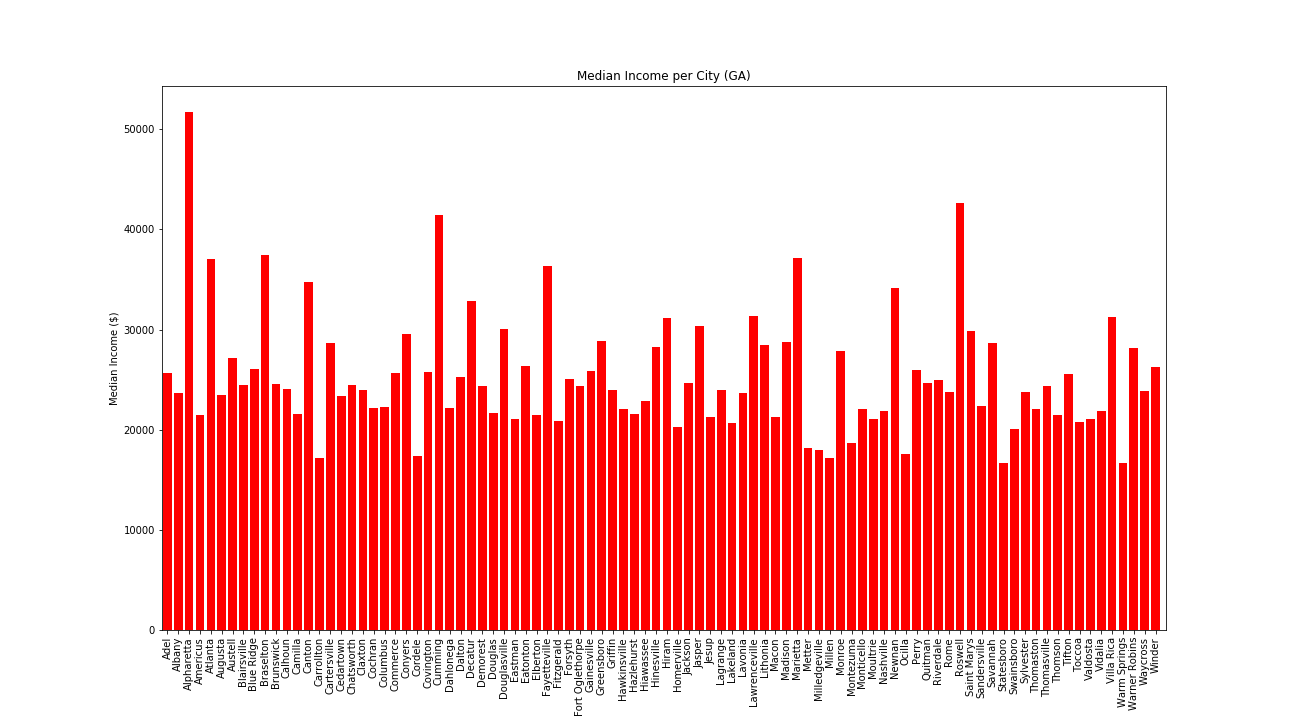 Median Income per City (GA)
Median Income ($)
50000
40000
30000
20000
10000
0
Adel
Albany
Alpharetta
Americus
Atlanta
Augusta
Austell
Blairsville
Blue Ridge
Braselton
Brunswick
Calhoun
Camilla
Canton
Carrollton
Cartersville
Cedartown
Chatsworth
Claxton
Cochran
Columbus
Commerce
Conyers
Cordele
Covington
Cumming
Dahlonega
Dalton
Decatur
Demorest
Douglas
Douglasville
Eastman
Eatonton
Elberton
Fayetteville
Fitzgerald
Forsyth
Fort Oglethorpe
Gainesville
Greensboro
Griffin
Hawkinsville
Hazlehurst
Hiawassee
Hinesville
Hiram
Homerville
Jackson
Jasper
Jesup
Lagrange
Lakeland
Lavonia
Lawrenceville
Lithonia
Macon
Madison
Marietta
Metter
Milledgeville
Millen
Monroe
Montezuma
Monticello
Moultrie
Nashville
Newnan
Ocilla
Perry
Quitman
Riverdale
Rome
Roswell
Saint Marys
Sandersville
Savannah
Statesboro
Swainsboro
Sylvester
Thomaston
Thomasville
Thomson
Tifton
Toccoa
Valdosta
Vidalia
Villa Rica
Warm Springs
Warner Robins
Waycross
Winder